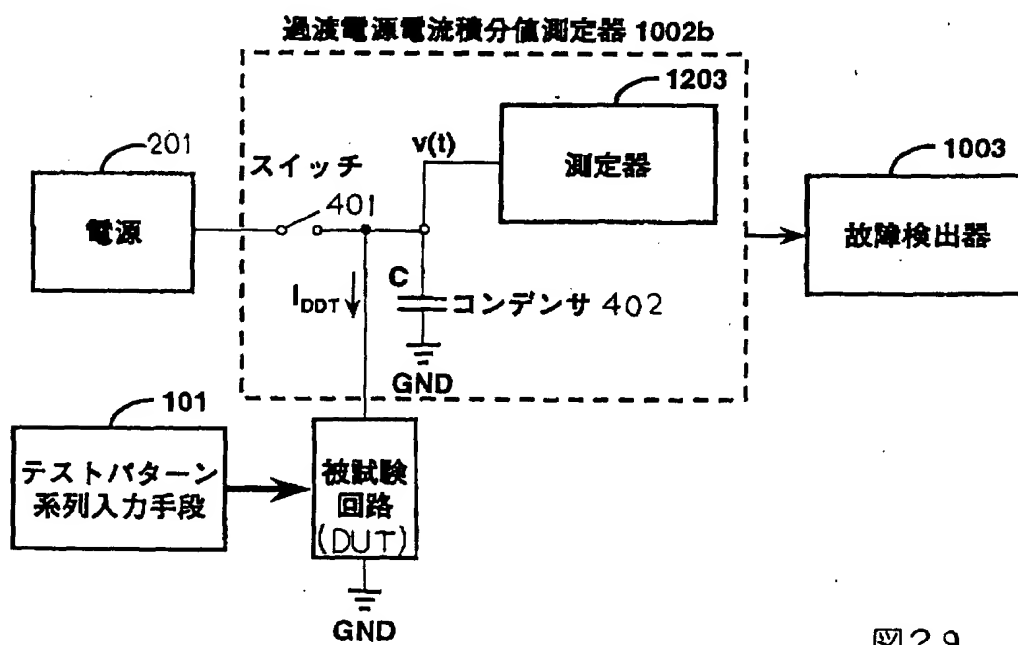 過渡電源電流積分値測定器 1002b
1203
201
スイッチ
v(t)
測定器
1003
電源
401
故障検出器
I_DDT
C
コンデンサ 402
GND
101
テストパターン
系列入力手段
被試験
回路
(DUT)
GND
図29